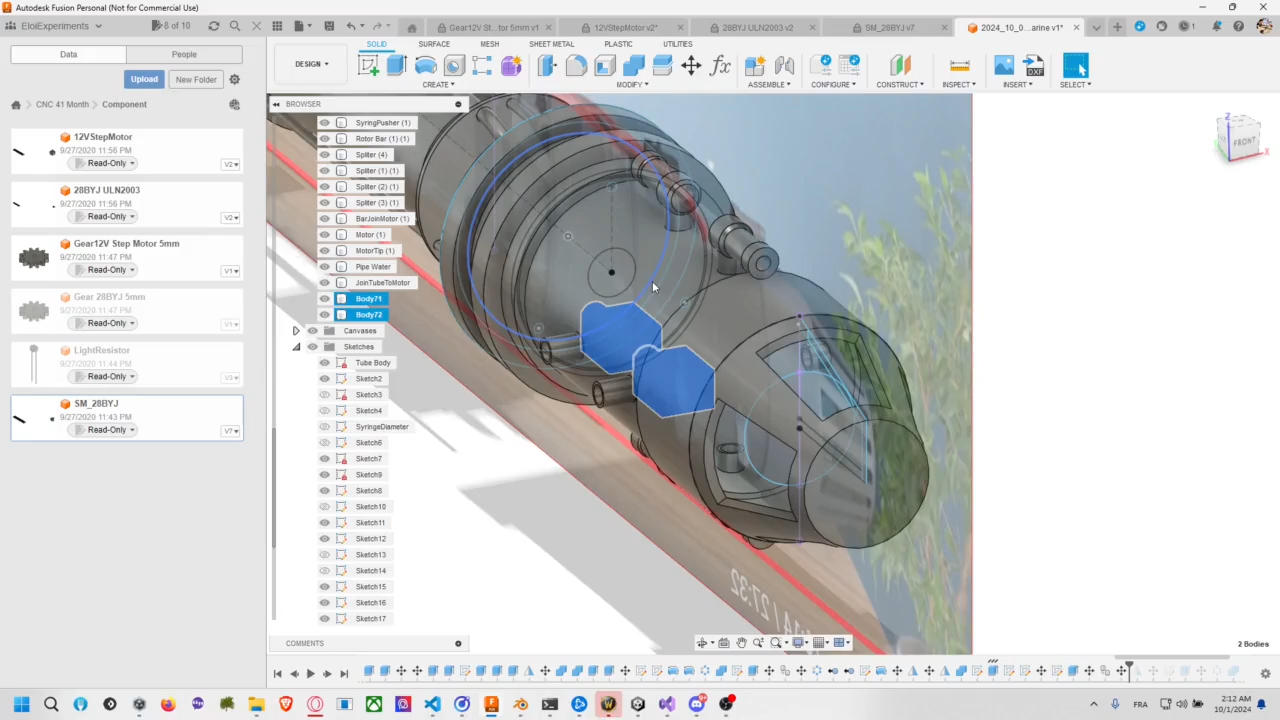 Autodesk Fusion Personal (Not for Commercial Use)
EloiExperiments
8 of 10
Gear12V St...tor 5mm v1
12VStepMotor v2*
28BYJ ULN2003 v2
SM_28BYJ v7
2024_10_0...arine v1*
1
Data
People
Upload
New Folder
CNC 41 Month
Component
12VStepMotor
9/27/2020 11:56 PM
Read-Only
V2
28BYJ ULN2003
9/27/2020 11:56 PM
Read-Only
V2
Gear12V Step Motor 5mm
9/27/2020 11:47 PM
Read-Only
V1
Gear 28BYJ 5mm
9/27/2020 11:47 PM
Read-Only
V1
LightResistor
9/27/2020 11:44 PM
Read-Only
V3
SM_28BYJ
9/27/2020 11:43 PM
Read-Only
V7
DESIGN
SOLID
SURFACE
MESH
SHEET METAL
PLASTIC
UTILITIES
CREATE
MODIFY
ASSEMBLE
CONFIGURE
CONSTRUCT
INSPECT
INSERT
SELECT
DXF
fx
BROWSER
SyringPusher (1)
Rotor Bar (1) (1)
Spliter (4)
Spliter (1) (1)
Spliter (2) (1)
Spliter (3) (1)
BarJoinMotor (1)
Motor (1)
MotorTip (1)
Pipe Water
JoinTubeToMotor
Body71
Body72
Canvases
Sketches
Tube Body
Sketch2
Sketch3
Sketch4
SyringeDiameter
Sketch6
Sketch7
Sketch9
Sketch8
Sketch10
Sketch11
Sketch12
Sketch13
Sketch14
Sketch15
Sketch16
Sketch17
COMMENTS
Z
FRONT
X
2 Bodies
FRA
2:12 AM
10/1/2024